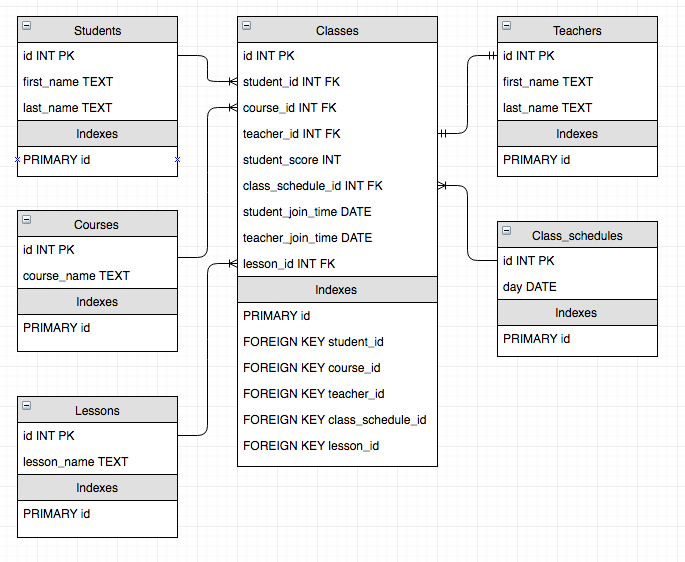 Students
id INT PK
first_name TEXT
last_name TEXT
Indexes
PRIMARY id
Courses
id INT PK
course_name TEXT
Indexes
PRIMARY id
Lessons
id INT PK
lesson_name TEXT
Indexes
PRIMARY id
Classes
id INT PK
student_id INT FK
course_id INT FK
teacher_id INT FK
student_score INT
class_schedule_id INT FK
student_join_time DATE
teacher_join_time DATE
lesson_id INT FK
Indexes
PRIMARY id
FOREIGN KEY student_id
FOREIGN KEY course_id
FOREIGN KEY teacher_id
FOREIGN KEY class_schedule_id
FOREIGN KEY lesson_id
Teachers
id INT PK
first_name TEXT
last_name TEXT
Indexes
PRIMARY id
Class_schedules
id INT PK
day DATE
Indexes
PRIMARY id